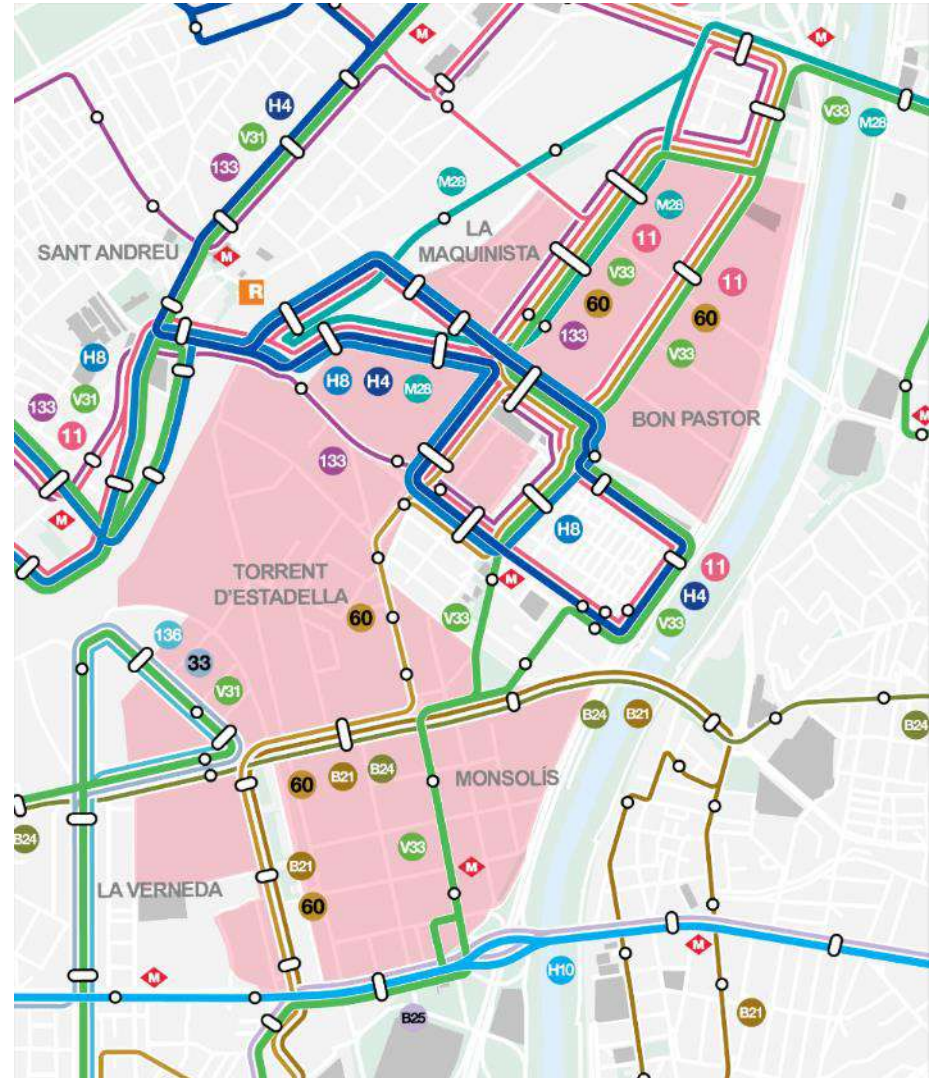 M
M
H4
V31
133
V33
M28
M28
LA
MAQUINISTA
M28
11
V33
60
133
SANT ANDREU
M
R
11
60
V33
H8
V31
133
11
H8
H4
M28
BON PASTOR
M
133
M
H8
TORRENT
D'ESTADELLA
M
11
H4
V33
60
V33
136
33
V31
B24
B21
B24
60
B21
B24
MONSOLÍS
B24
V33
B21
60
M
LA VERNEDA
M
M
H10
B25
B21